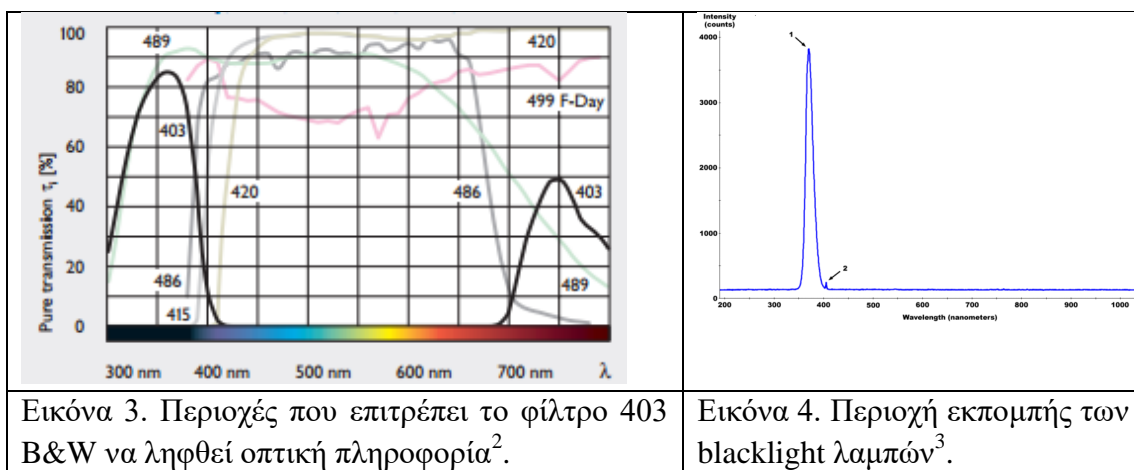 100
80
60
40
20
0
Pure transmission τi [%]
489
420
499 F-Day
403
420
486
403
486
489
415
300 nm 400 nm 500 nm 600 nm 700 nm λ
Intensity
(counts)
4000
3000
2000
1000
0
1
2
200 300 400 500 600 700 800 900 1000
Wavelength (nanometers)
Εικόνα 3. Περιοχές που επιτρέπει το φίλτρο 403
B&W να ληφθεί οπτική πληροφορία2.
Εικόνα 4. Περιοχή εκπομπής των
blacklight λαμπών3.